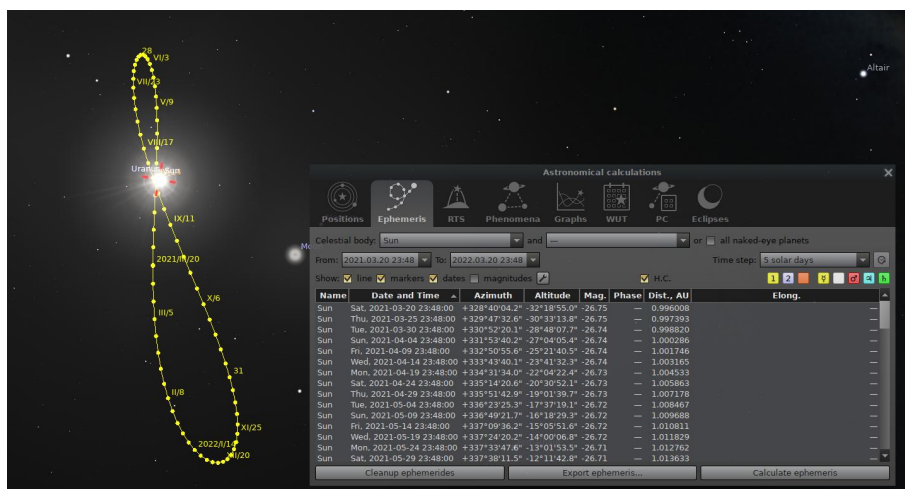 28
VI/3
VII/23
V/9
VIII/17
Sun
IX/11
2021/III/20
X/6
III/5
31
II/8
XI/25
2022/I/14
XII/20
Altair
Astronomical calculations
Positions Ephemeris RTS Phenomena Graphs WUT PC Eclipses
Celestial body: Sun and — or all naked-eye planets
From: 2021.03.20 23:48 To: 2022.03.20 23:48 Time step: 5 solar days
Show: line markers dates magnitudes H.C. 1 2
Name Date and Time Azimuth Altitude Mag. Phase Dist., AU Elong.
Sun Sat, 2021-03-20 23:48:00 +328°40'04.2" -32°18'55.0" -26.75 — 0.996008 —
Sun Thu, 2021-03-25 23:48:00 +329°47'32.6" -30°33'13.8" -26.75 — 0.997393 —
Sun Tue, 2021-03-30 23:48:00 +330°52'20.1" -28°48'07.7" -26.74 — 0.998820 —
Sun Sun, 2021-04-04 23:48:00 +331°53'40.2" -27°04'05.4" -26.74 — 1.000286 —
Sun Fri, 2021-04-09 23:48:00 +332°50'55.6" -25°21'40.5" -26.74 — 1.001746 —
Sun Wed, 2021-04-14 23:48:00 +333°43'40.1" -23°41'32.3" -26.74 — 1.003165 —
Sun Mon, 2021-04-19 23:48:00 +334°31'34.0" -22°04'22.4" -26.73 — 1.004533 —
Sun Sat, 2021-04-24 23:48:00 +335°14'20.6" -20°30'52.1" -26.73 — 1.005863 —
Sun Thu, 2021-04-29 23:48:00 +335°51'42.9" -19°01'39.7" -26.73 — 1.007178 —
Sun Tue, 2021-05-04 23:48:00 +336°23'25.3" -17°37'19.1" -26.72 — 1.008467 —
Sun Sun, 2021-05-09 23:48:00 +336°49'21.7" -16°18'29.3" -26.72 — 1.009688 —
Sun Fri, 2021-05-14 23:48:00 +337°09'36.2" -15°05'51.6" -26.72 — 1.010811 —
Sun Wed, 2021-05-19 23:48:00 +337°24'20.2" -14°00'06.8" -26.72 — 1.011829 —
Sun Mon, 2021-05-24 23:48:00 +337°33'47.6" -13°01'53.5" -26.71 — 1.012762 —
Sun Sat, 2021-05-29 23:48:00 +337°38'11.5" -12°11'42.8" -26.71 — 1.013633 —
Cleanup ephemerides Export ephemeris... Calculate ephemeris